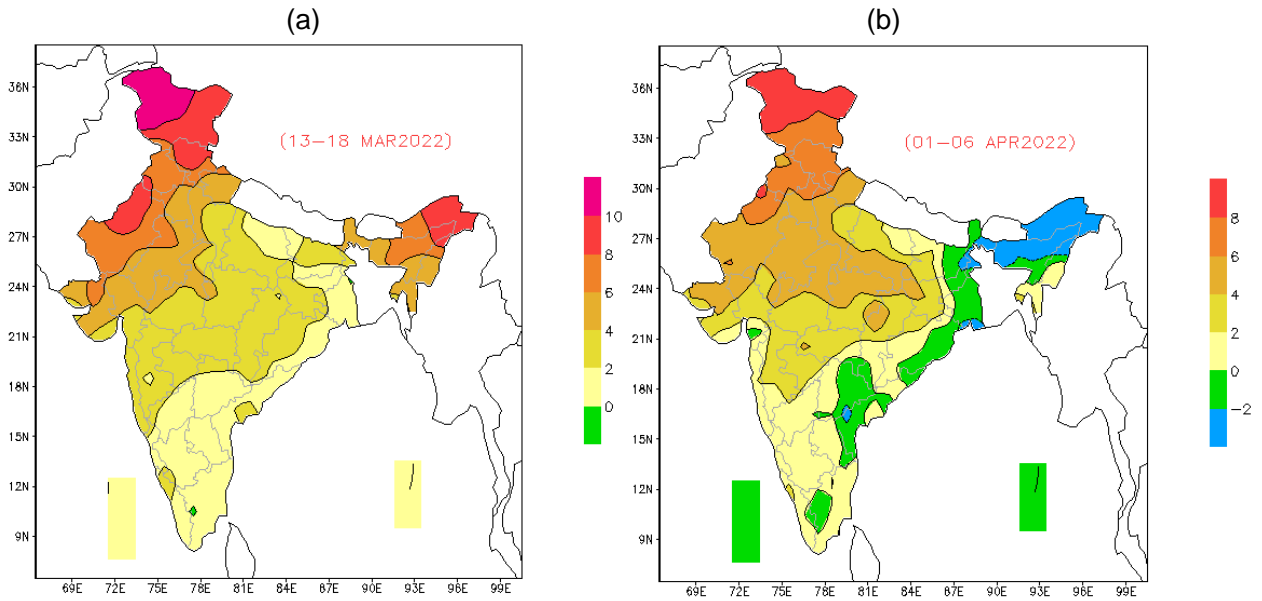 (a)
(b)
36N
33N
30N
27N
24N
21N
18N
15N
12N
9N
69E
72E
75E
78E
81E
84E
87E
90E
93E
96E
99E
(13–18 MAR2022)
10
8
6
4
2
0
36N
33N
30N
27N
24N
21N
18N
15N
12N
9N
69E
72E
75E
78E
81E
84E
87E
90E
93E
96E
99E
(01–06 APR2022)
8
6
4
2
0
−2